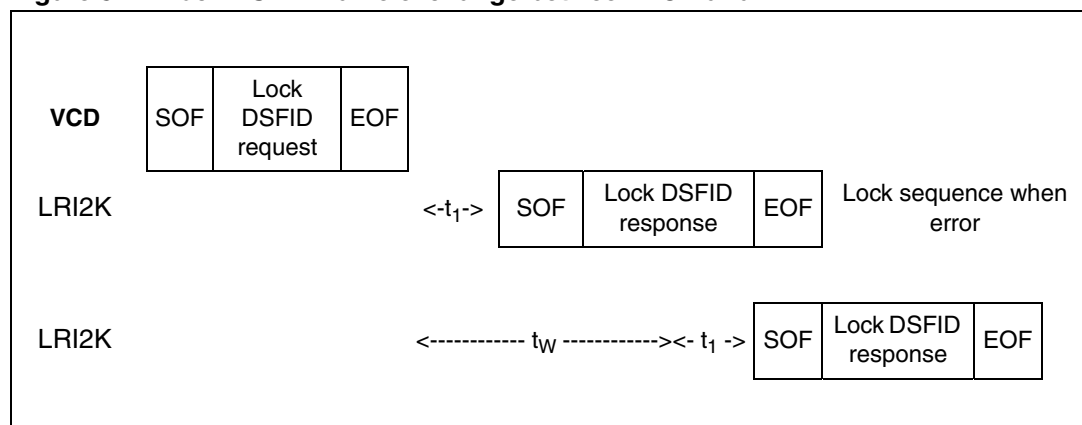 VCD
SOF
Lock
DSFID
request
EOF
LRI2K
<-t1->
SOF
Lock DSFID
response
EOF
Lock sequence when
error
LRI2K
<------------ tW ------------><- t1 ->
SOF
Lock DSFID
response
EOF